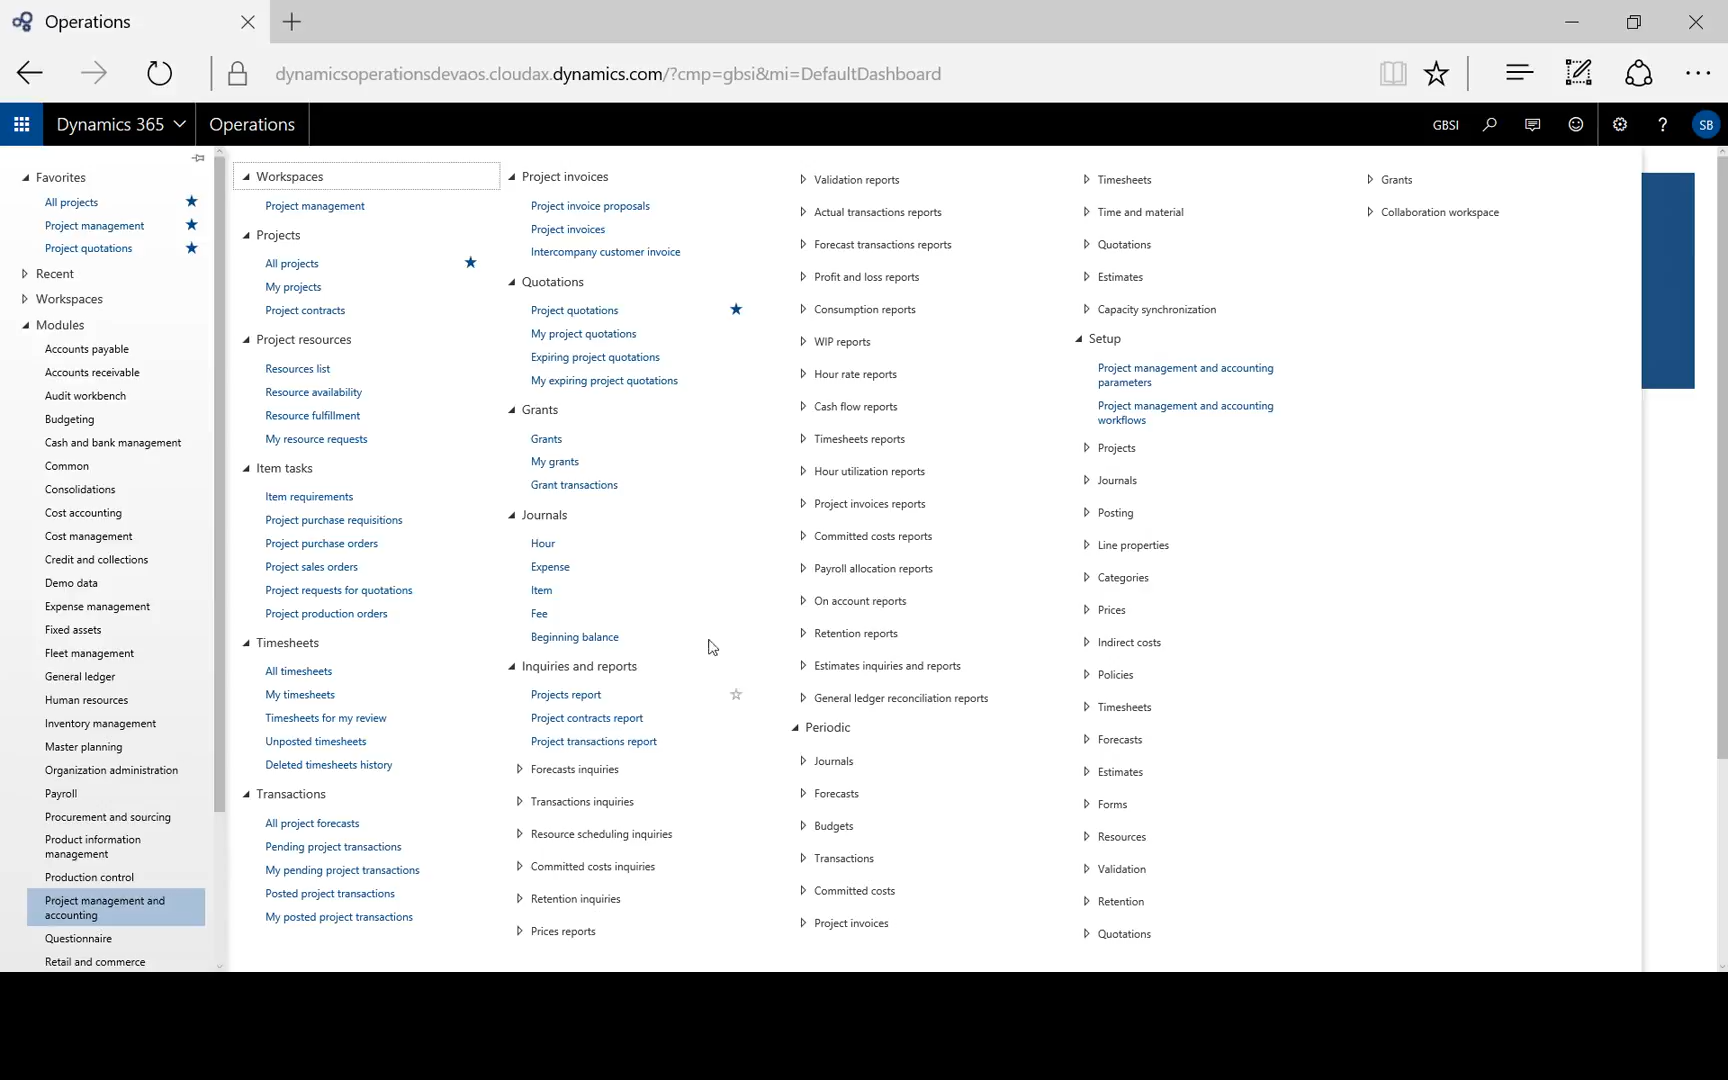 Operations
dynamicsoperationsdevaos.cloudax.dynamics.com/?cmp=gbsi&mi=DefaultDashboard
Dynamics 365
Operations
GBSI
?
SB
Favorites
All projects
Project management
Project quotations
Recent
Workspaces
Modules
Accounts payable
Accounts receivable
Audit workbench
Budgeting
Cash and bank management
Common
Consolidations
Cost accounting
Cost management
Credit and collections
Demo data
Expense management
Fixed assets
Fleet management
General ledger
Human resources
Inventory management
Master planning
Organization administration
Payroll
Procurement and sourcing
Product information
management
Production control
Project management and
accounting
Questionnaire
Retail and commerce
Workspaces
Project management
Projects
All projects
My projects
Project contracts
Project resources
Resources list
Resource availability
Resource fulfillment
My resource requests
Item tasks
Item requirements
Project purchase requisitions
Project purchase orders
Project sales orders
Project requests for quotations
Project production orders
Timesheets
All timesheets
My timesheets
Timesheets for my review
Unposted timesheets
Deleted timesheets history
Transactions
All project forecasts
Pending project transactions
My pending project transactions
Posted project transactions
My posted project transactions
Project invoices
Project invoice proposals
Project invoices
Intercompany customer invoice
Quotations
Project quotations
My project quotations
Expiring project quotations
My expiring project quotations
Grants
Grants
My grants
Grant transactions
Journals
Hour
Expense
Item
Fee
Beginning balance
Inquiries and reports
Projects report
Project contracts report
Project transactions report
Forecasts inquiries
Transactions inquiries
Resource scheduling inquiries
Committed costs inquiries
Retention inquiries
Prices reports
Validation reports
Actual transactions reports
Forecast transactions reports
Profit and loss reports
Consumption reports
WIP reports
Hour rate reports
Cash flow reports
Timesheets reports
Hour utilization reports
Project invoices reports
Committed costs reports
Payroll allocation reports
On account reports
Retention reports
Estimates inquiries and reports
General ledger reconciliation reports
Periodic
Journals
Forecasts
Budgets
Transactions
Committed costs
Project invoices
Timesheets
Time and material
Quotations
Estimates
Capacity synchronization
Setup
Project management and accounting
parameters
Project management and accounting
workflows
Projects
Journals
Posting
Line properties
Categories
Prices
Indirect costs
Policies
Timesheets
Forecasts
Estimates
Forms
Resources
Validation
Retention
Quotations
Grants
Collaboration workspace